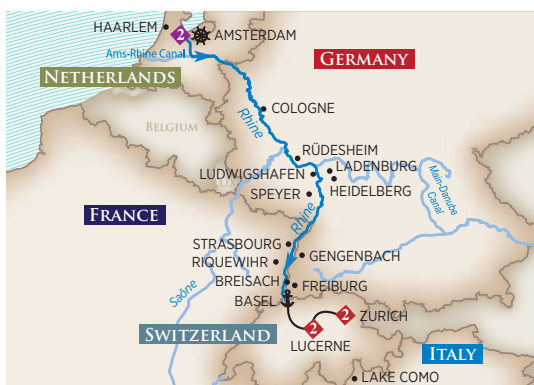 HAARLEM
2
AMSTERDAM
Ams-Rhine Canal
GERMANY
NETHERLANDS
COLOGNE
Rhine
BELGIUM
RÜDESHEIM
LADENBURG
LUDWIGSHAFEN
HEIDELBERG
SPEYER
Main-Danube
Canal
FRANCE
Rhine
STRASBOURG
GENGENBACH
RIQUEWIHR
BREISACH
FREIBURG
Saône
BASEL
ZURICH
2
2
SWITZERLAND
LUCERNE
ITALY
LAKE COMO